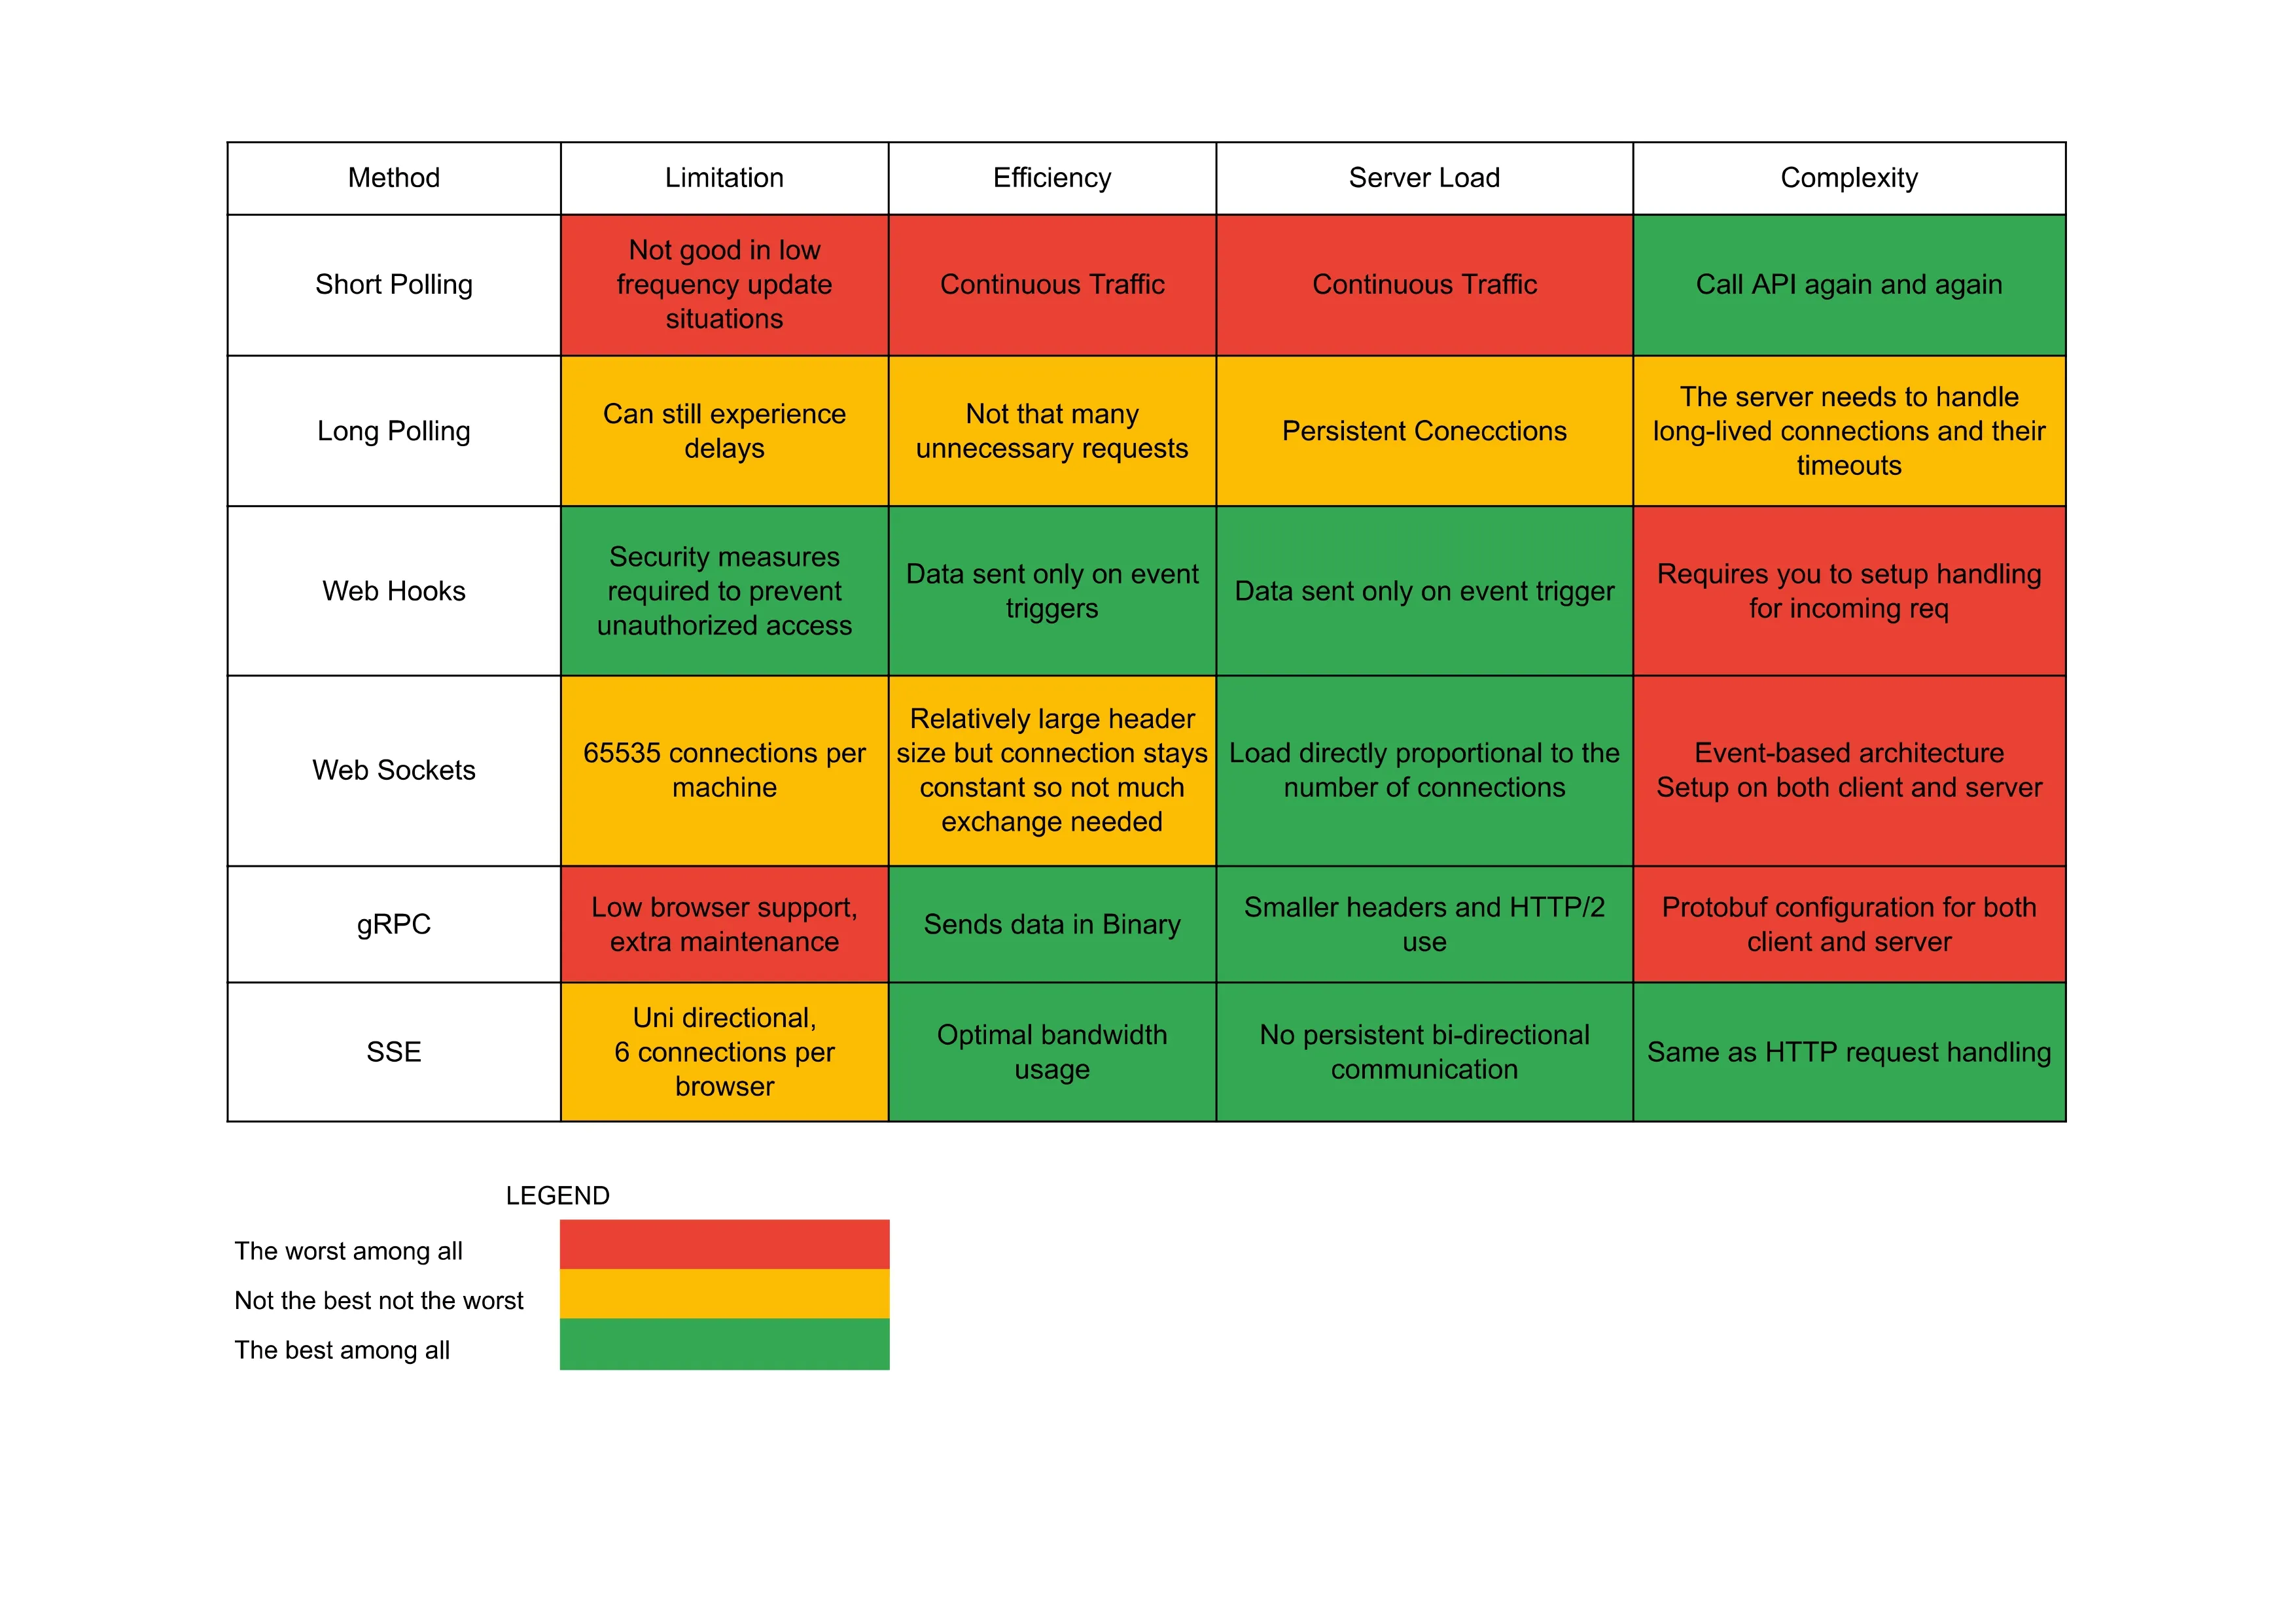 Method Limitation Efficiency Server Load Complexity
Short Polling
Not good in low
frequency update
situations
Continuous Traffic
Continuous Traffic
Call API again and again
Long Polling
Can still experience
delays
Not that many
unnecessary requests
Persistent Conecctions
The server needs to handle
long-lived connections and their
timeouts
Web Hooks
Security measures
required to prevent
unauthorized access
Data sent only on event
triggers
Data sent only on event trigger
Requires you to setup handling
for incoming req
Web Sockets
65535 connections per
machine
Relatively large header
size but connection stays
constant so not much
exchange needed
Load directly proportional to the
number of connections
Event-based architecture
Setup on both client and server
gRPC
Low browser support,
extra maintenance
Sends data in Binary
Smaller headers and HTTP/2
use
Protobuf configuration for both
client and server
SSE
Uni directional,
6 connections per
browser
Optimal bandwidth
usage
No persistent bi-directional
communication
Same as HTTP request handling
LEGEND
The worst among all
Not the best not the worst
The best among all